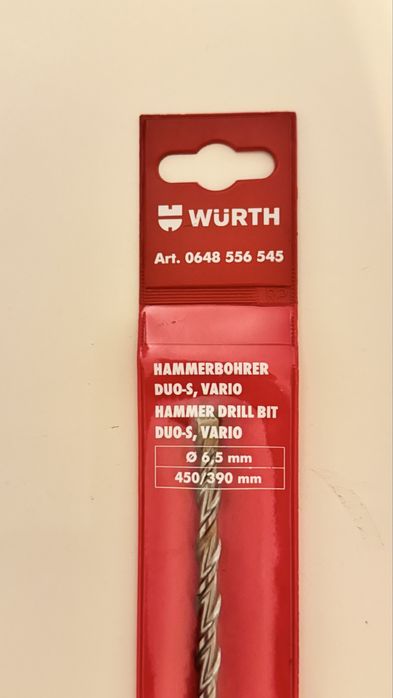 WÜRTH
Art. 0648 556 545
HAMMERBOHRER
DUO-S, VARIO
HAMMER DRILL BIT
DUO-S, VARIO
Ø 6,5 mm
450/390 mm